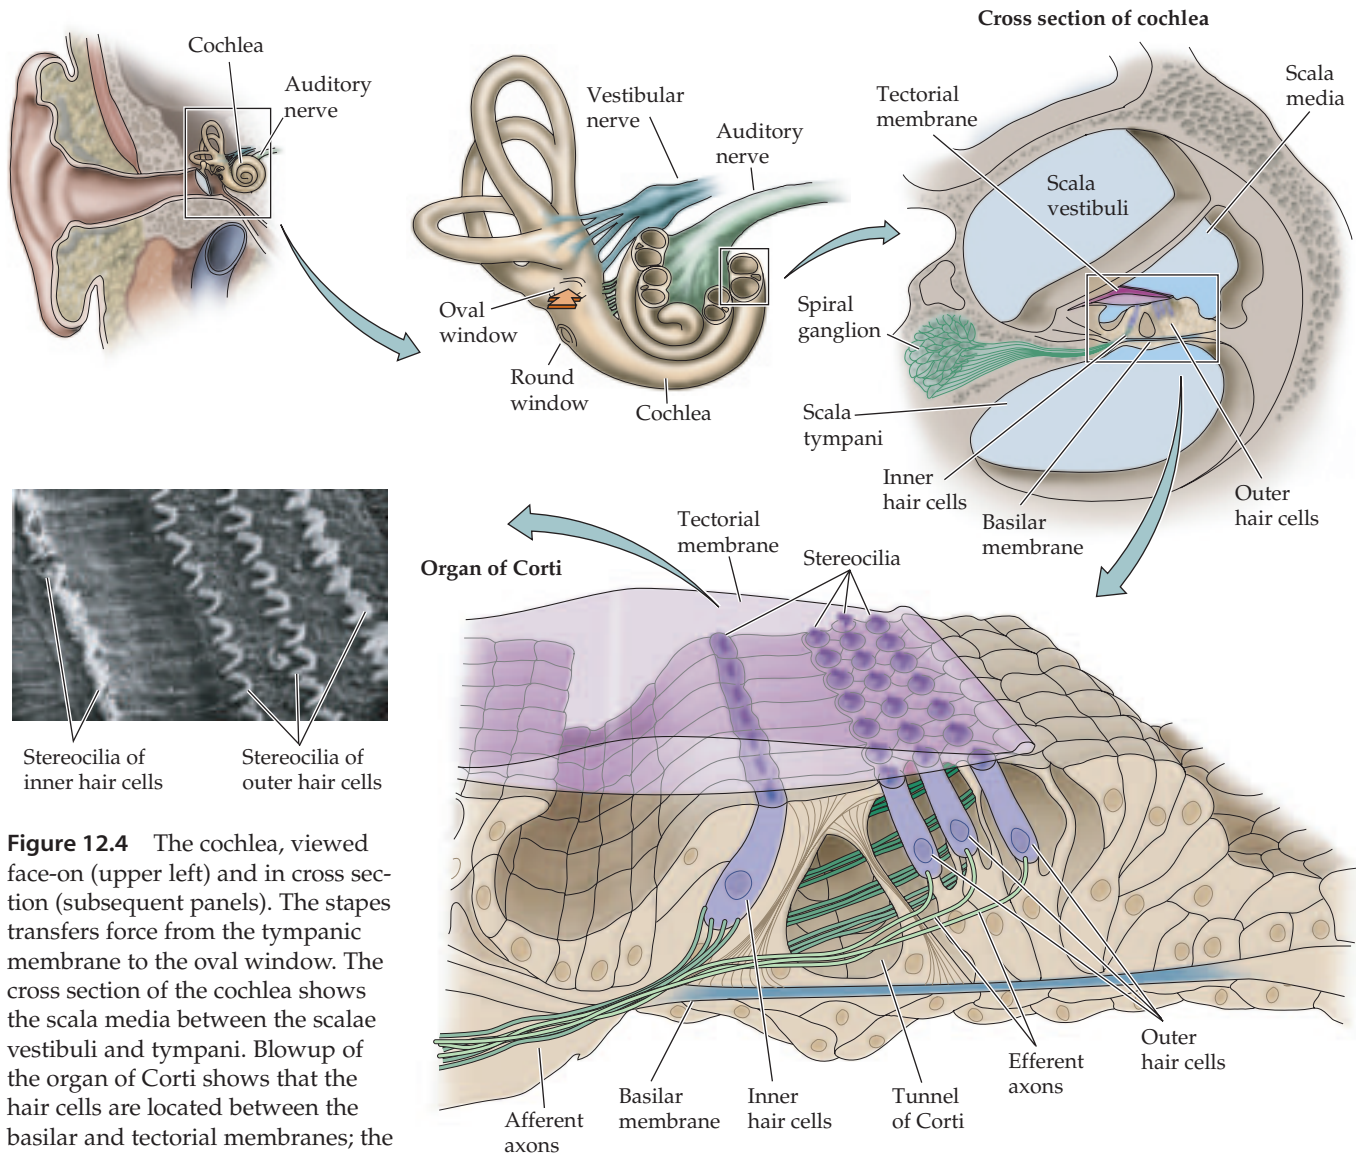 Cross section of cochlea
Cochlea
Auditory
nerve
Vestibular
nerve
Auditory
nerve
Oval
window
Round
window
Cochlea
Tectorial
membrane
Scala
media
Scala
vestibuli
Spiral
ganglion
Scala
tympani
Inner
hair cells
Basilar
membrane
Outer
hair cells
Stereocilia of
inner hair cells
Stereocilia of
outer hair cells
Organ of Corti
Tectorial
membrane
Stereocilia
Afferent
axons
Basilar
membrane
Inner
hair cells
Tunnel
of Corti
Efferent
axons
Outer
hair cells
Figure 12.4 The cochlea, viewed
face-on (upper left) and in cross sec-
tion (subsequent panels). The stapes
transfers force from the tympanic
membrane to the oval window. The
cross section of the cochlea shows
the scala media between the scalae
vestibuli and tympani. Blowup of
the organ of Corti shows that the
hair cells are located between the
basilar and tectorial membranes; the